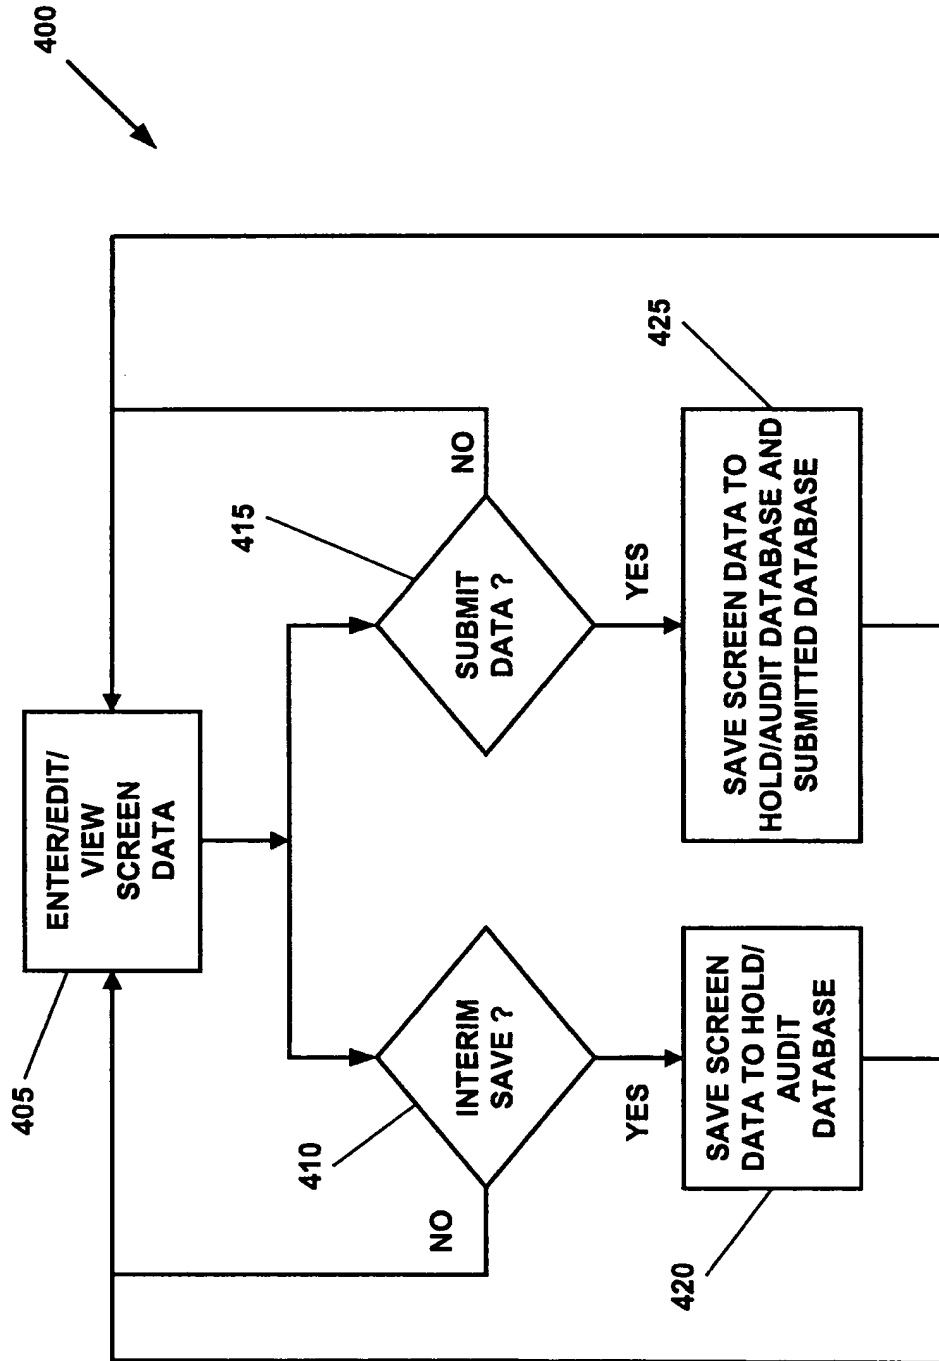 400
405
ENTER/EDIT/
VIEW
SCREEN
DATA
410
INTERIM
SAVE ?
NO
YES
415
SUBMIT
DATA ?
NO
YES
420
SAVE SCREEN
DATA TO HOLD/
AUDIT
DATABASE
425
SAVE SCREEN DATA TO
HOLD/AUDIT DATABASE AND
SUBMITTED DATABASE